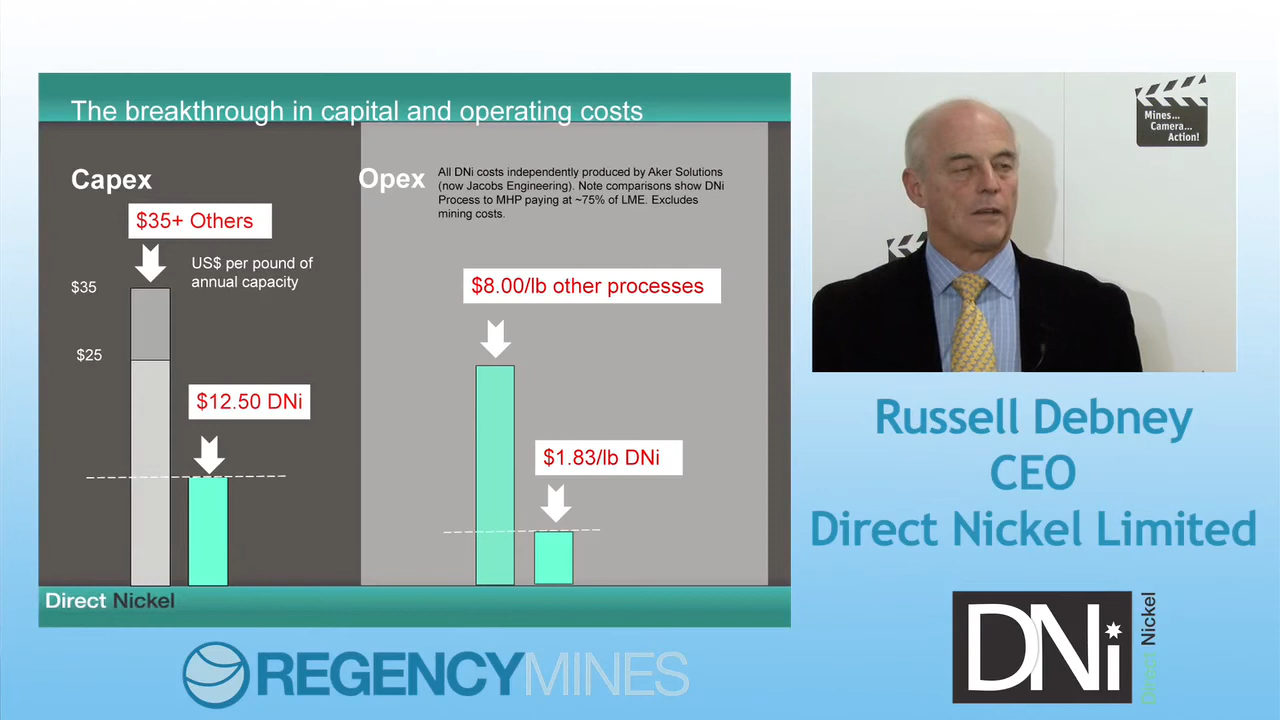 The breakthrough in capital and operating costs
Capex
$35+ Others
US$ per pound of
annual capacity
$35
$25
$12.50 DNi
Opex
All DNi costs independently produced by Aker Solutions
(now Jacobs Engineering). Note comparisons show DNi
Process to MHP paying at ~75% of LME. Excludes
mining costs.
$8.00/lb other processes
$1.83/lb DNi
Direct Nickel
Mines...
Camera...
Action!
Russell Debney
CEO
Direct Nickel Limited
REGENCYMINES
DNi
Direct Nickel